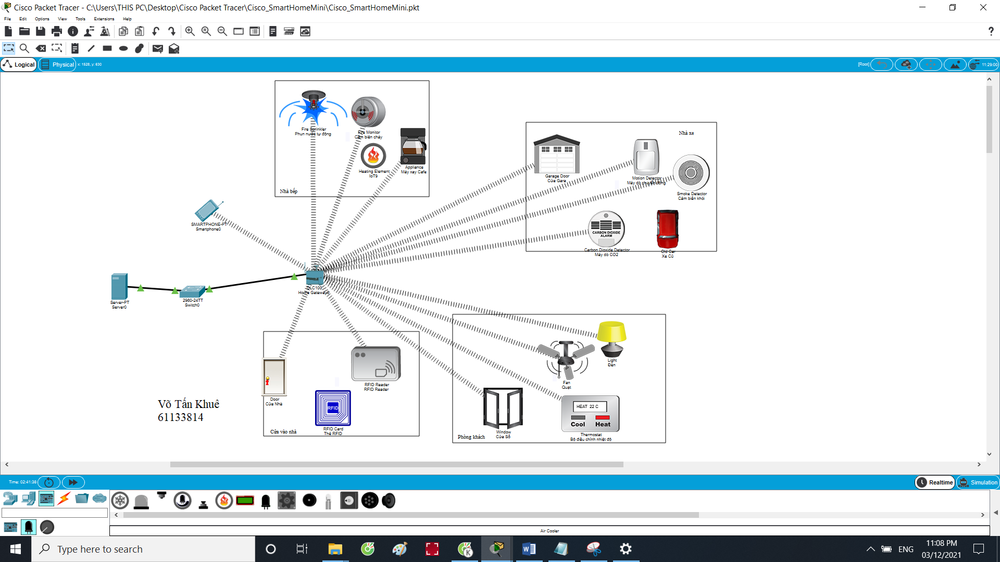 Cisco Packet Tracer - C:\Users\THIS PC\Desktop\Cisco Packet Tracer\Cisco_SmartHomeMini\Cisco_SmartHomeMini.pkt
File Edit Options View Tools Extensions Help
Logical Physical x: 1528, y: 630 [Root] 11:29:00
Fire Sprinkler
Phun nước tự động
Fire Monitor
Cảm biến cháy
Heating Element
IoT9
Appliance
Máy xay Cafe
Nhà bếp
Nhà xe
Garage Door
Cửa Gara
Motion Detector
Máy dò chuyển động
Smoke Detector
Cảm biến khói
CARBON DIOXIDE
ALARM
Carbon Dioxide Detector
Máy dò CO2
Old Car
Xe Cũ
SMARTPHONE-PT
Smartphone0
Server-PT
Server0
2960-24TT
Switch0
DLC100
Home Gateway0
Door
Cửa Nhà
RFID Reader
RFID Reader
RFID
RFID Card
Thẻ RFID
Cửa vào nhà
Võ Tấn Khuê
61133814
Light
Đèn
Fan
Quạt
Window
Cửa Sổ
HEAT 22 C
Cool Heat
Thermostat
Bộ điều chỉnh nhiệt độ
Phòng khách
Time: 02:41:38 Realtime Simulation
Air Cooler
Type here to search
K
ENG
11:08 PM
03/12/2021